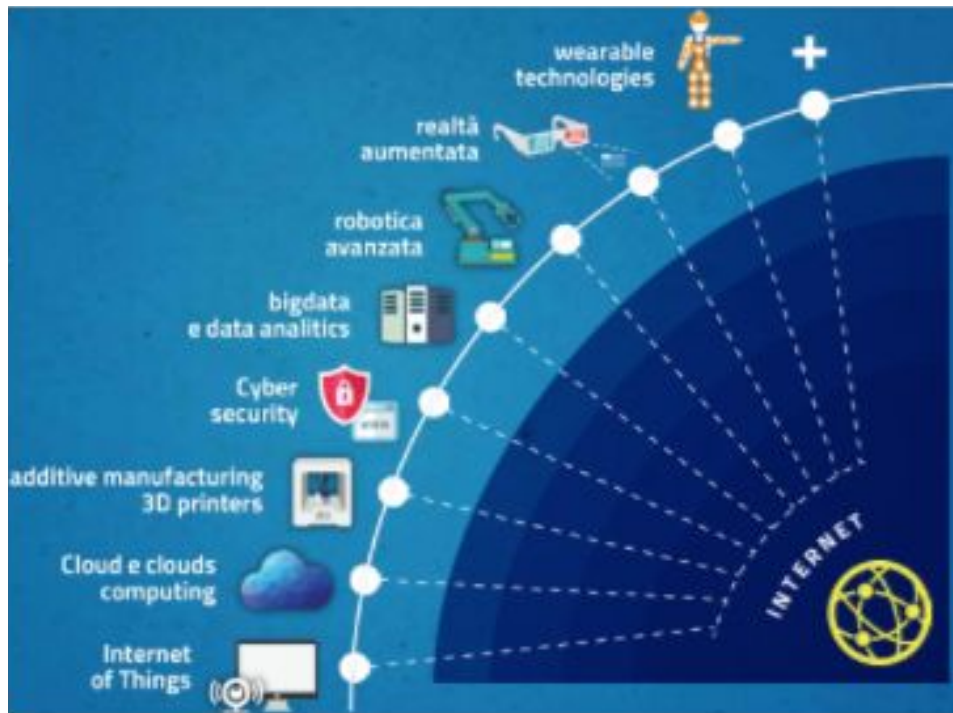 wearable
technologies
+
realtà
aumentata
robotica
avanzata
bigdata
e data analitics
Cyber
security
additive manufacturing
3D printers
Cloud e clouds
computing
Internet
of Things
INTERNET